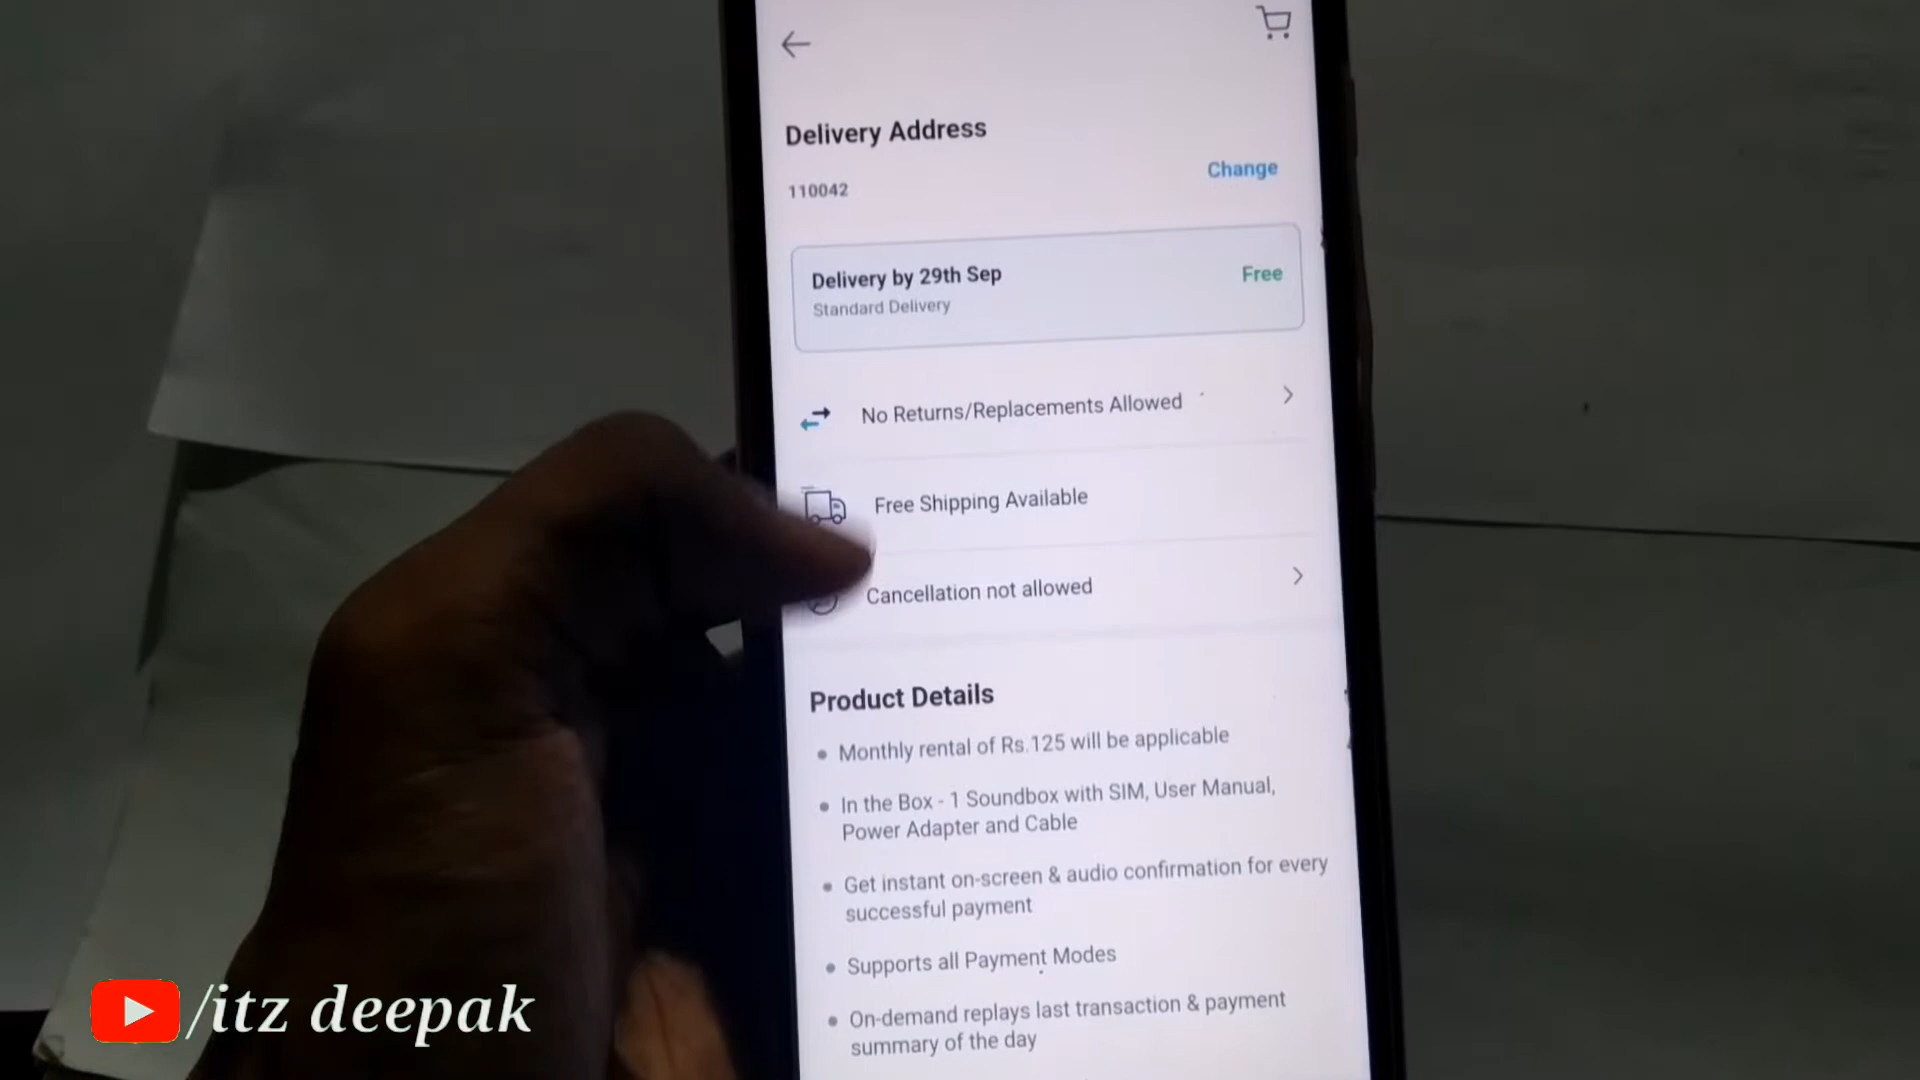 Delivery Address
Change
110042
Delivery by 29th Sep
Free
Standard Delivery
No Returns/Replacements Allowed
Free Shipping Available
Cancellation not allowed
Product Details
Monthly rental of Rs.125 will be applicable
In the Box - 1 Soundbox with SIM, User Manual,
Power Adapter and Cable
Get instant on-screen & audio confirmation for every
successful payment
Supports all Payment Modes
On-demand replays last transaction & payment
summary of the day
/itz deepak